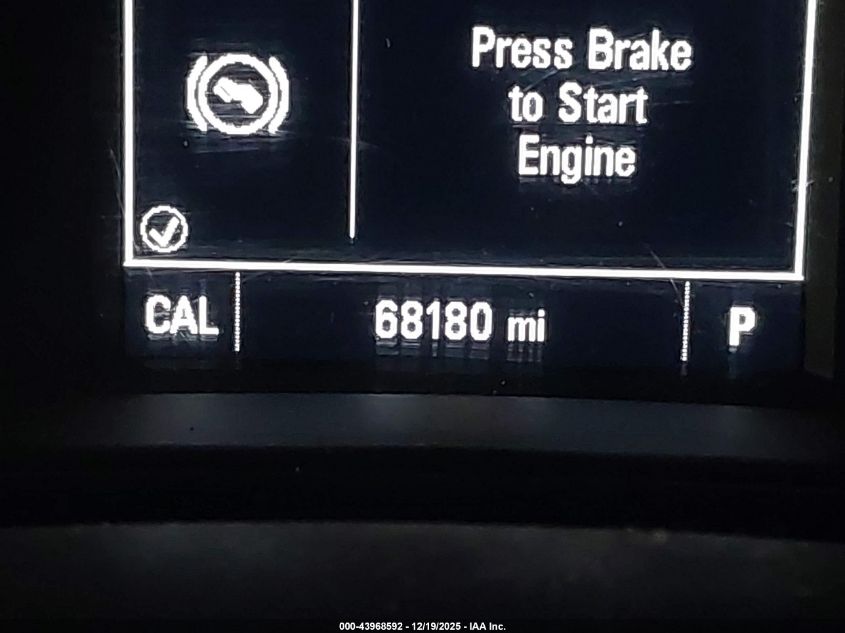 Press Brake
to Start
Engine
CAL 68180 mi P
000-43968592 - 12/19/2025 - IAA Inc.